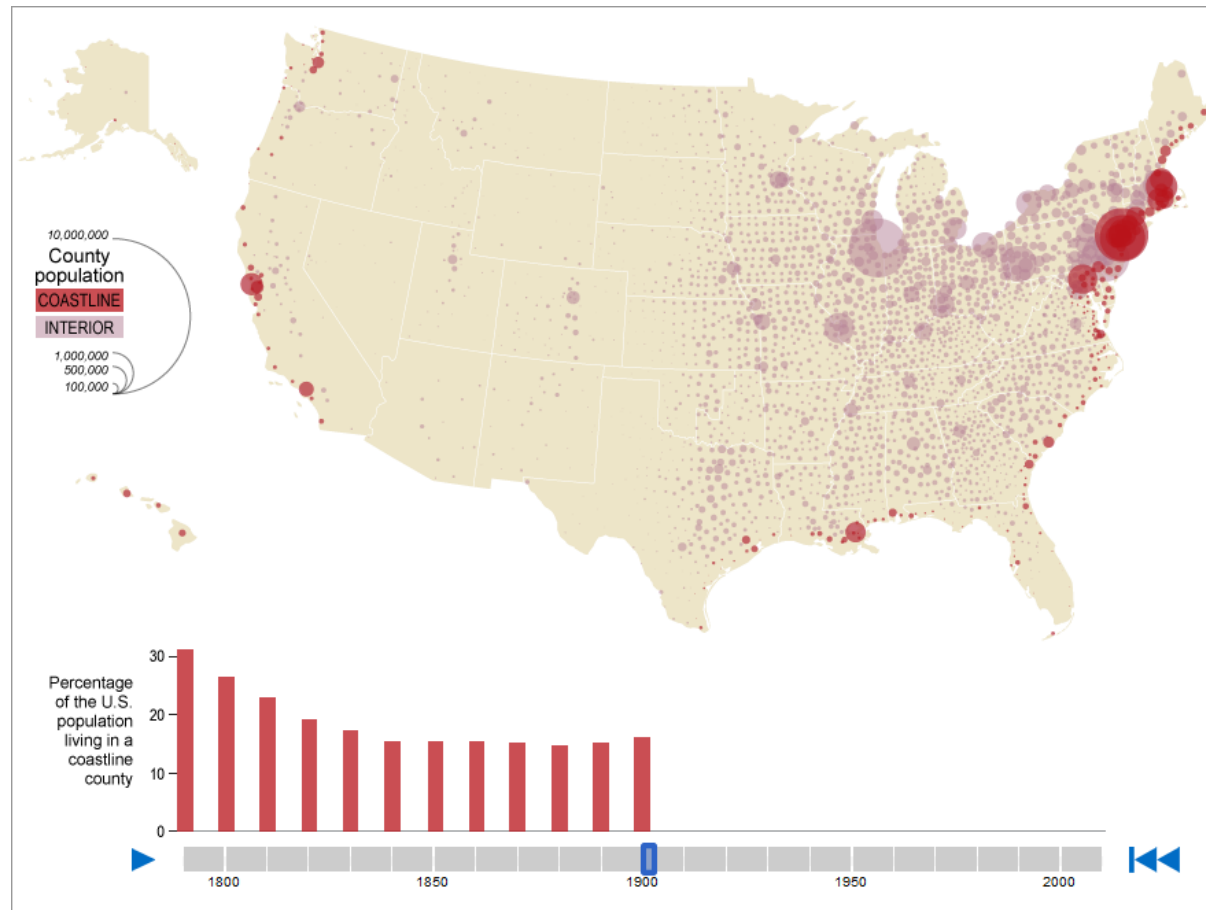 10,000,000
County
population
COASTLINE
INTERIOR
1,000,000
500,000
100,000
30
Percentage
of the U.S.
population
living in a
coastline
county
20
10
0
1800 1850 1900 1950 2000